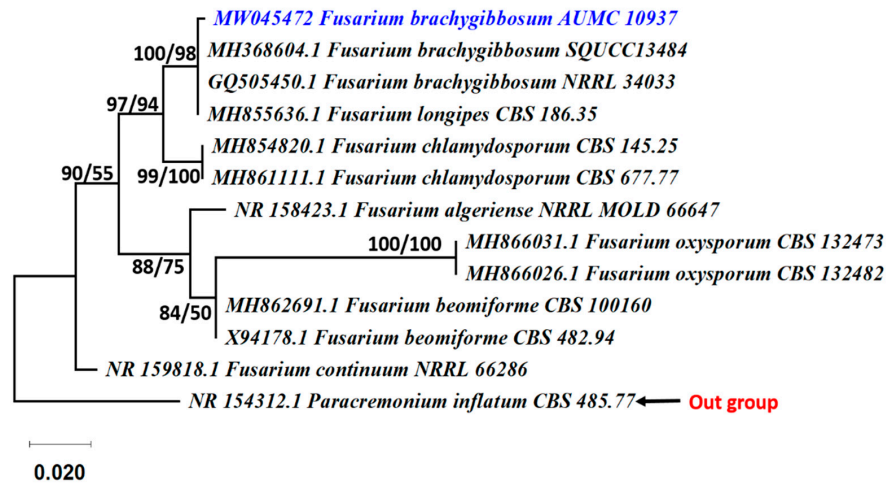 MW045472 Fusarium brachygibbosum AUMC 10937
100/98
MH368604.1 Fusarium brachygibbosum SQUCC13484
GQ505450.1 Fusarium brachygibbosum NRRL 34033
97/94
MH855636.1 Fusarium longipes CBS 186.35
MH854820.1 Fusarium chlamydosporum CBS 145.25
90/55
99/100
MH861111.1 Fusarium chlamydosporum CBS 677.77
NR 158423.1 Fusarium algeriense NRRL MOLD 66647
100/100
MH866031.1 Fusarium oxysporum CBS 132473
88/75
MH866026.1 Fusarium oxysporum CBS 132482
84/50
MH862691.1 Fusarium beomiforme CBS 100160
X94178.1 Fusarium beomiforme CBS 482.94
NR 159818.1 Fusarium continuum NRRL 66286
NR 154312.1 Paracremonium inflatum CBS 485.77
Out group
0.020